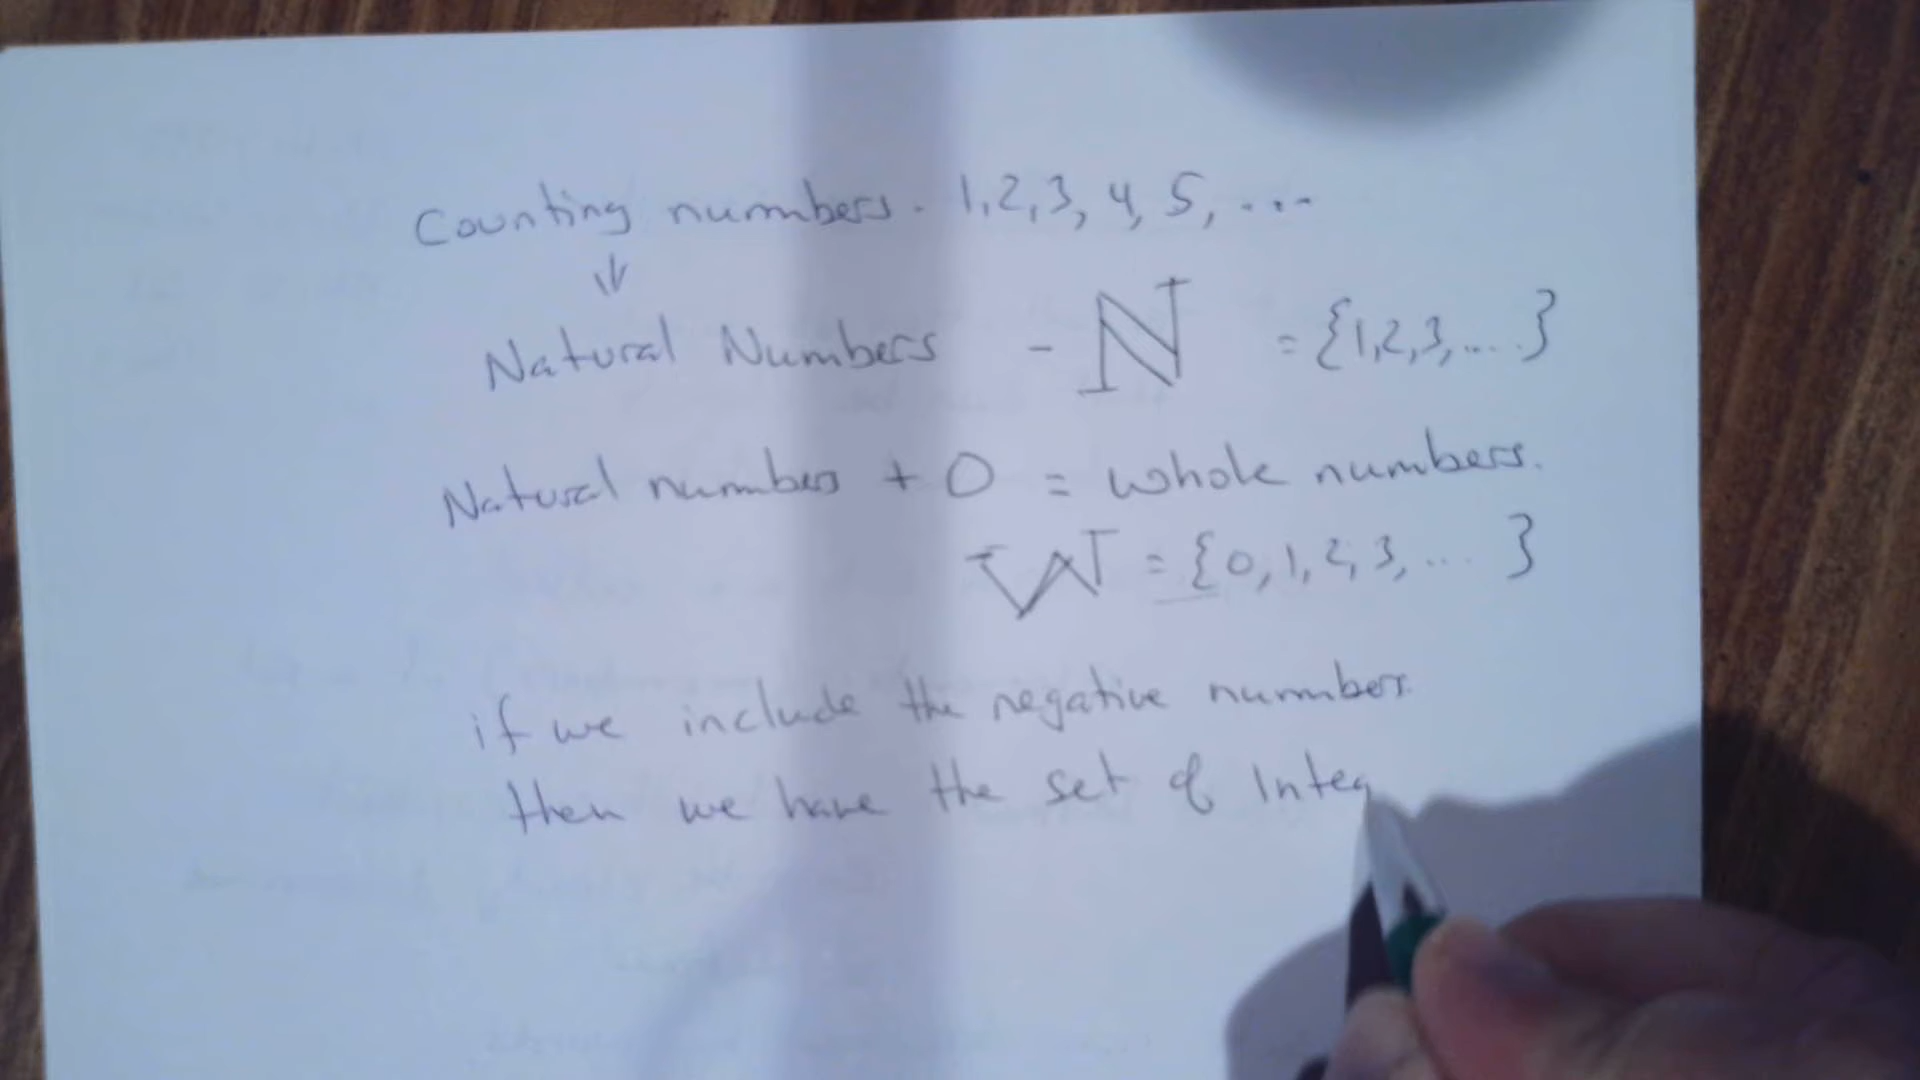 Counting numbers. 1,2,3,4,5,...
Natural Numbers - ℕ = {1,2,3,....}
Natural numbers + 0 = whole numbers.
𝕎 = {0,1,2,3,... }
if we include the negative numbers
then we have the set of Integ